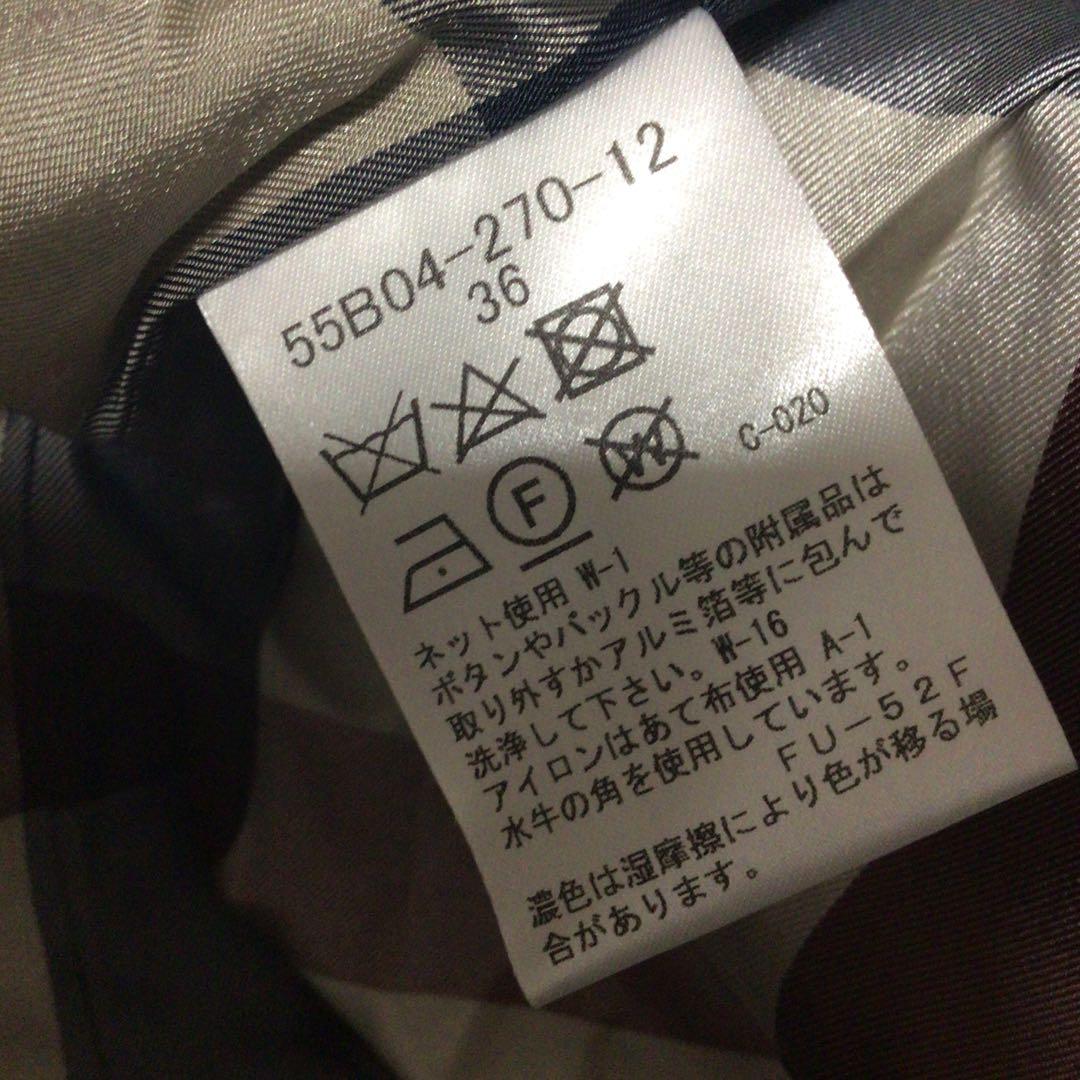 55B04-270-12
36
W
F
C-020
ネット使用 W-1
ボタンやバックル等の附属品は
取り外すかアルミ箔等に包んで
洗浄して下さい。W-16
アイロンはあて布使用 A-1
水牛の角を使用しています。
FU-52F
濃色は湿摩擦により色が移る場
合があります。